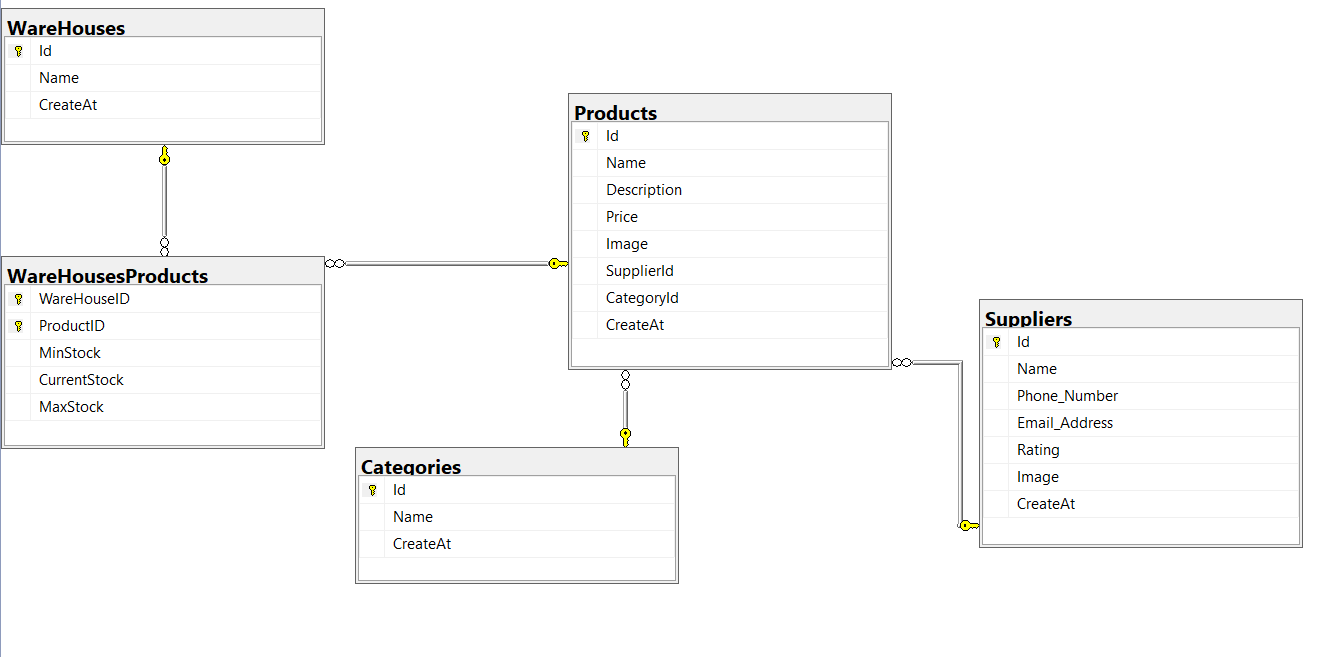 WareHouses
Id
Name
CreateAt
WareHousesProducts
WareHouseID
ProductID
MinStock
CurrentStock
MaxStock
Products
Id
Name
Description
Price
Image
SupplierId
CategoryId
CreateAt
Categories
Id
Name
CreateAt
Suppliers
Id
Name
Phone_Number
Email_Address
Rating
Image
CreateAt